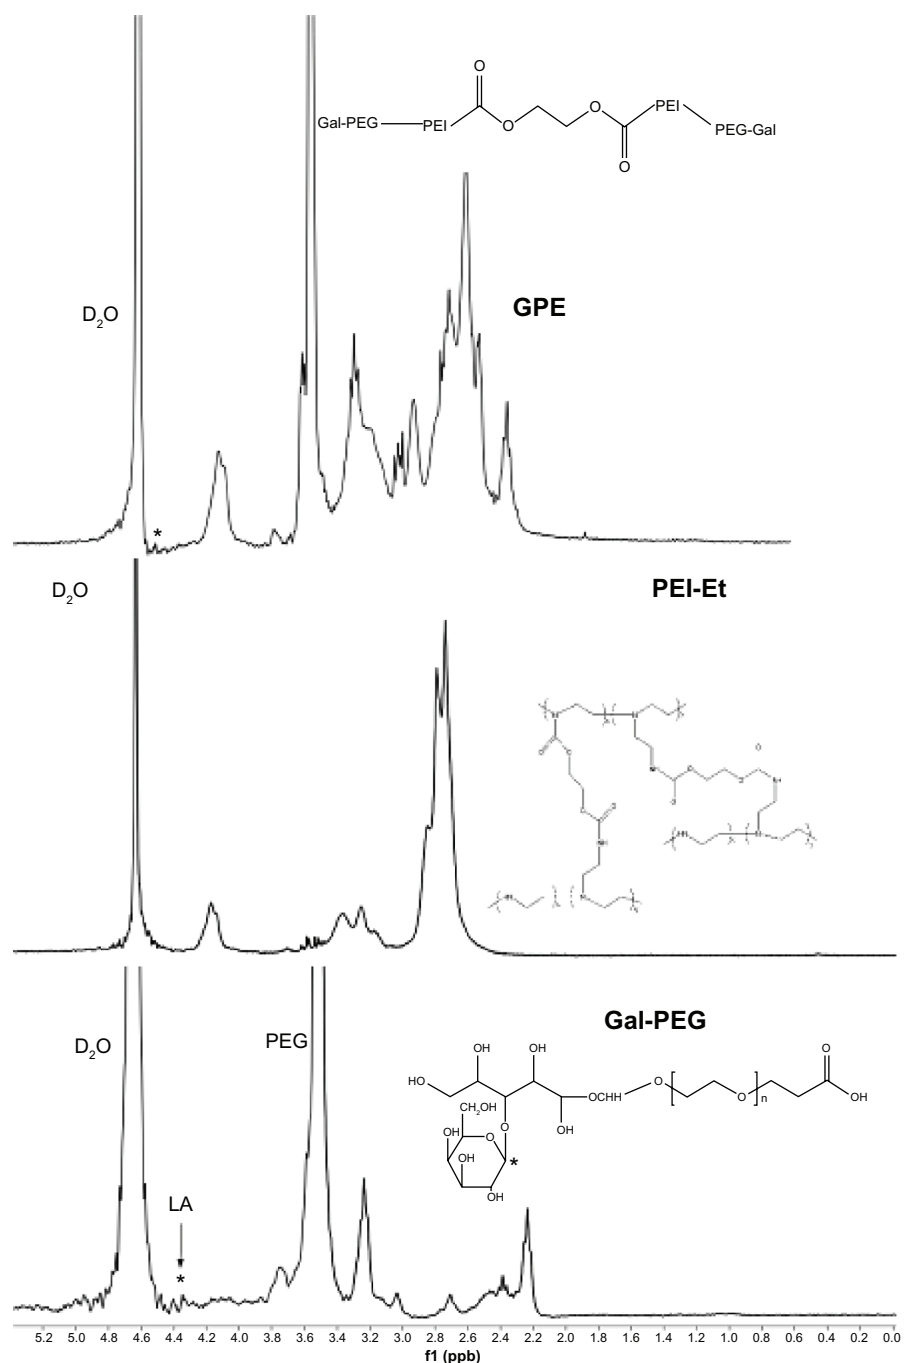 O
Gal-PEG
PEI
O
O
PEI
PEG-Gal
O
D2O
GPE
*
D2O
PEI-Et
D2O
PEG
Gal-PEG
OH
OH
O
HO
O
O
n
OCH
OH
CH2OH
OH
O
OH
O
OH
*
OH
LA
*
5.2 5.0 4.8 4.6 4.4 4.2 4.0 3.8 3.6 3.4 3.2 3.0 2.8 2.6 2.4 2.2 2.0 1.8 1.6 1.4 1.2 1.0 0.8 0.6 0.4 0.2 0.0
f1 (ppb)